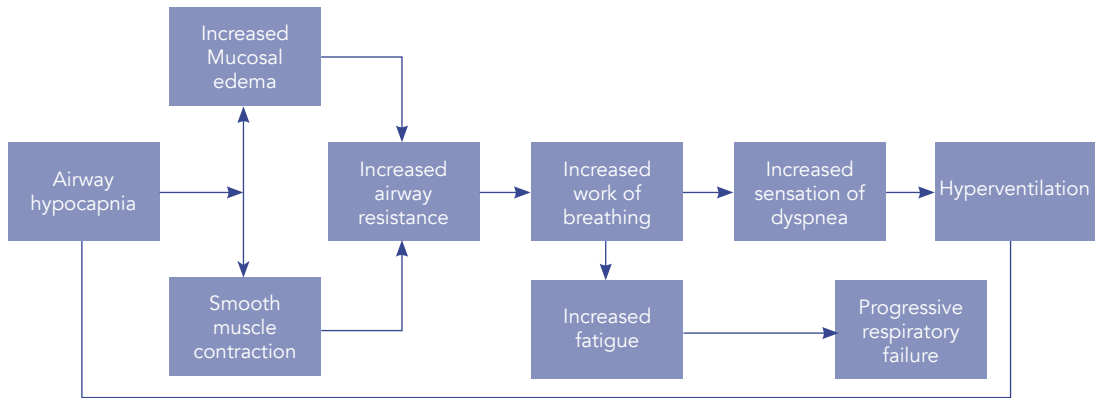 Increased
Mucosal
edema
Airway
hypocapnia
Increased
airway
resistance
Increased
work of
breathing
Increased
sensation of
dyspnea
Hyperventilation
Smooth
muscle
contraction
Increased
fatigue
Progressive
respiratory
failure